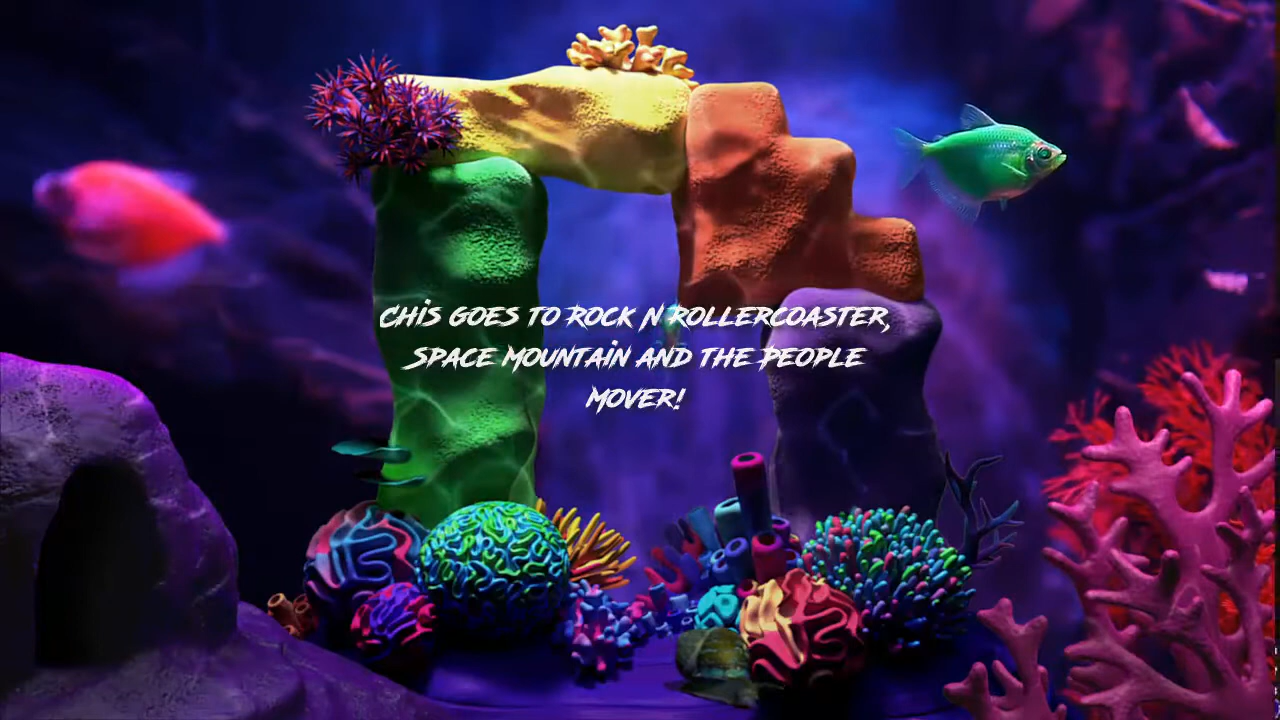 CHiS GOES TO ROCK N ROLLERCOASTER,
SPACE MOUNTAiN AND THE PEOPLE
MOVER!